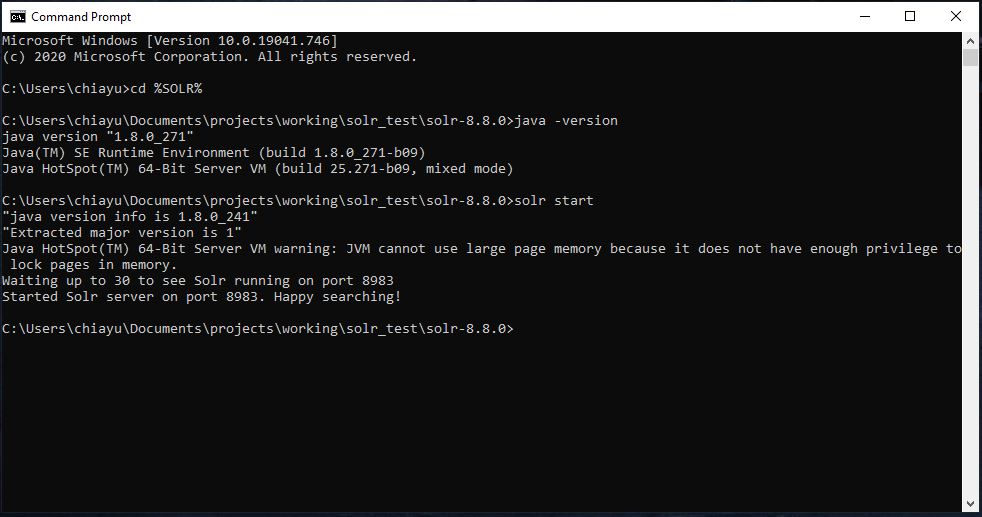 Command Prompt
Microsoft Windows [Version 10.0.19041.746]
(c) 2020 Microsoft Corporation. All rights reserved.
C:\Users\chiayu>cd %SOLR%
C:\Users\chiayu\Documents\projects\working\solr_test\solr-8.8.0>java -version
java version "1.8.0_271"
Java(TM) SE Runtime Environment (build 1.8.0_271-b09)
Java HotSpot(TM) 64-Bit Server VM (build 25.271-b09, mixed mode)
C:\Users\chiayu\Documents\projects\working\solr_test\solr-8.8.0>solr start
"java version info is 1.8.0_241"
"Extracted major version is 1"
Java HotSpot(TM) 64-Bit Server VM warning: JVM cannot use large page memory because it does not have enough privilege to
 lock pages in memory.
Waiting up to 30 to see Solr running on port 8983
Started Solr server on port 8983. Happy searching!
C:\Users\chiayu\Documents\projects\working\solr_test\solr-8.8.0>